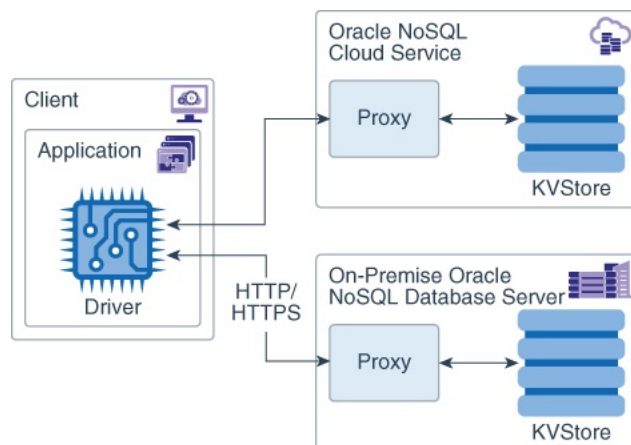 Client
Application
Driver
HTTP/
HTTPS
Oracle NoSQL
Cloud Service
Proxy
KVStore
On-Premise Oracle
NoSQL Database Server
Proxy
KVStore